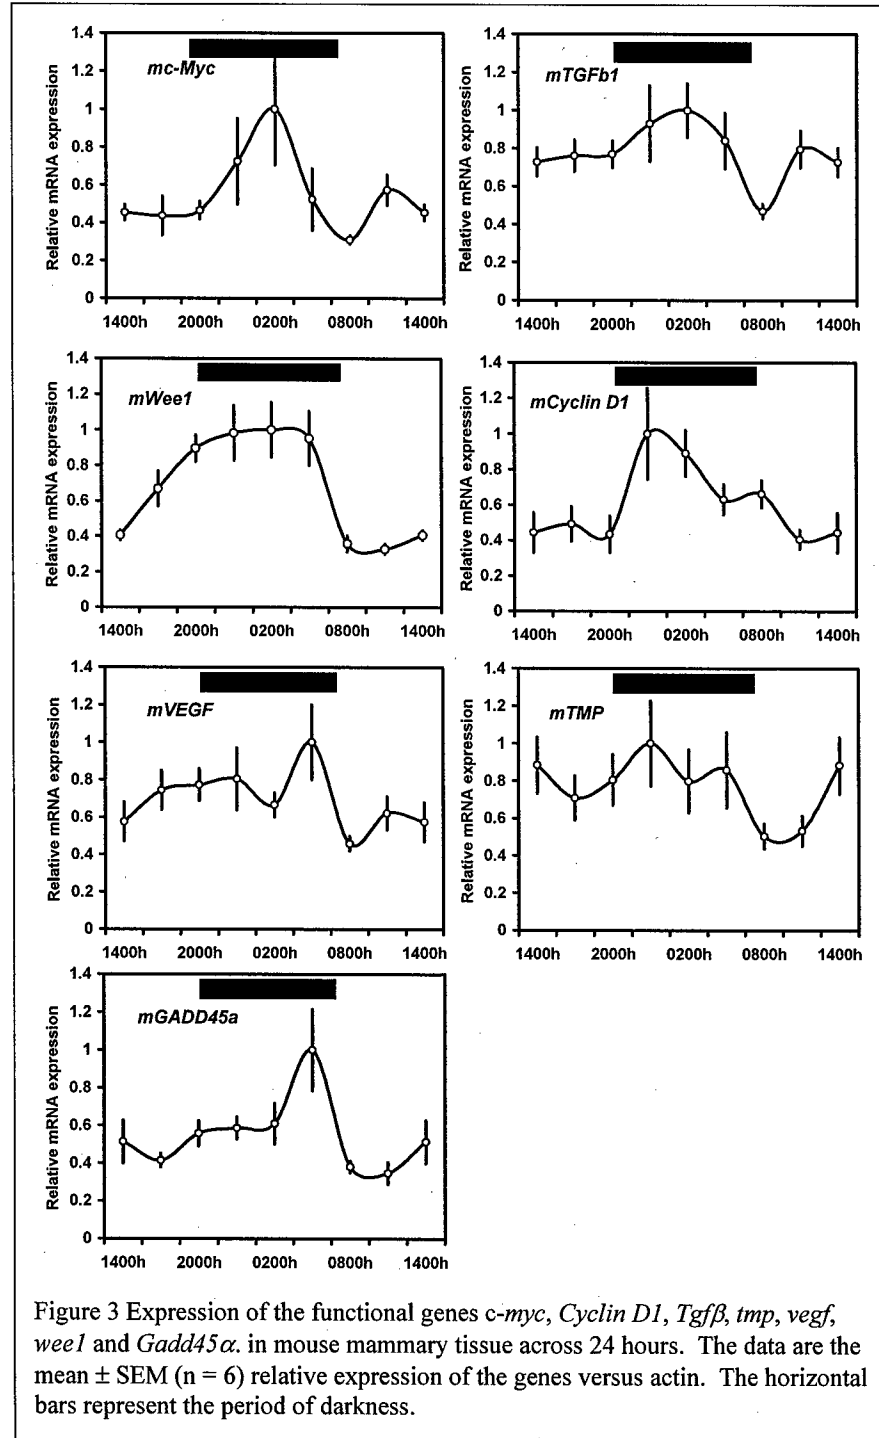 mc-Myc
Relative mRNA expression
1.4
1.2
1
0.8
0.6
0.4
0.2
0
1400h 2000h 0200h 0800h 1400h
mTGFb1
Relative mRNA expression
1.4
1.2
1
0.8
0.6
0.4
0.2
0
1400h 2000h 0200h 0800h 1400h
mWee1
Relative mRNA expression
1.4
1.2
1
0.8
0.6
0.4
0.2
0
1400h 2000h 0200h 0800h 1400h
mCyclin D1
Relative mRNA expression
1.4
1.2
1
0.8
0.6
0.4
0.2
0
1400h 2000h 0200h 0800h 1400h
mVEGF
Relative mRNA expression
1.4
1.2
1
0.8
0.6
0.4
0.2
0
1400h 2000h 0200h 0800h 1400h
mTMP
Relative mRNA expression
1.4
1.2
1
0.8
0.6
0.4
0.2
0
1400h 2000h 0200h 0800h 1400h
mGADD45a
Relative mRNA expression
1.4
1.2
1
0.8
0.6
0.4
0.2
0
1400h 2000h 0200h 0800h 1400h
Figure 3 Expression of the functional genes c-myc, Cyclin D1, Tgfβ, tmp, vegf,
wee1 and Gadd45α. in mouse mammary tissue across 24 hours. The data are the
mean ± SEM (n = 6) relative expression of the genes versus actin. The horizontal
bars represent the period of darkness.